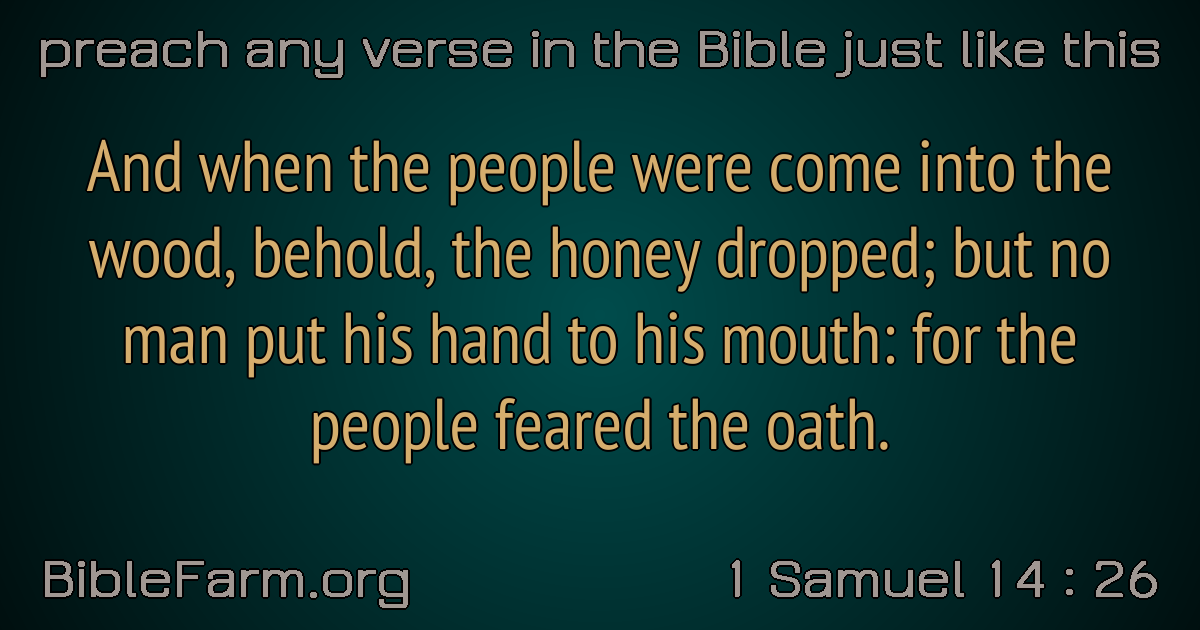 preach any verse in the Bible just like this
And when the people were come into the
wood, behold, the honey dropped; but no
man put his hand to his mouth: for the
people feared the oath.
BibleFarm.org
1 Samuel 14 : 26